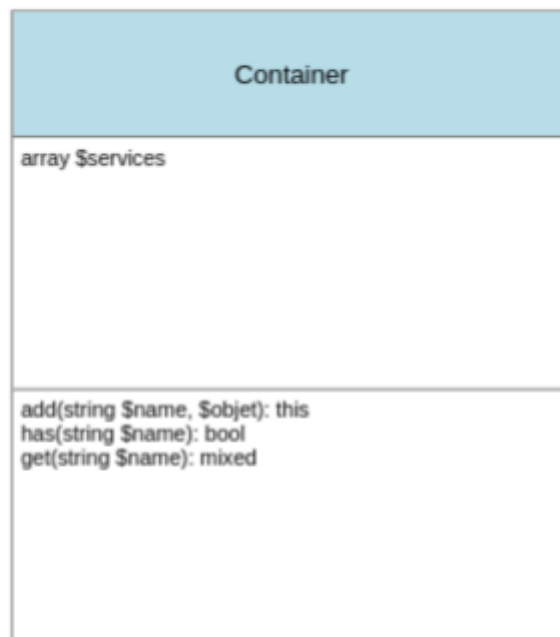 Container
array $services
add(string $name, $objet): this
has(string $name): bool
get(string $name): mixed